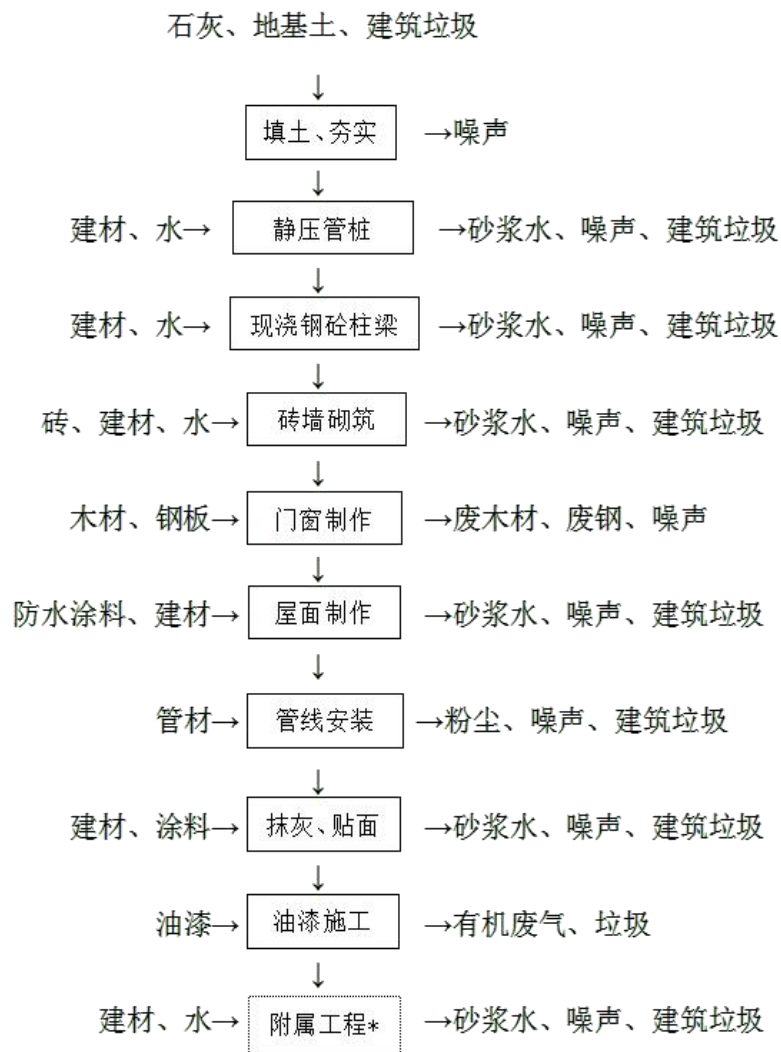 石灰、地基土、建筑垃圾
↓
填土、夯实 →噪声
↓
建材、水→ 静压管桩 →砂浆水、噪声、建筑垃圾
↓
建材、水→ 现浇钢砼柱梁 →砂浆水、噪声、建筑垃圾
↓
砖、建材、水→ 砖墙砌筑 →砂浆水、噪声、建筑垃圾
↓
木材、钢板→ 门窗制作 →废木材、废钢、噪声
↓
防水涂料、建材→ 屋面制作 →砂浆水、噪声、建筑垃圾
↓
管材→ 管线安装 →粉尘、噪声、建筑垃圾
↓
建材、涂料→ 抹灰、贴面 →砂浆水、噪声、建筑垃圾
↓
油漆→ 油漆施工 →有机废气、垃圾
↓
建材、水→ 附属工程* →砂浆水、噪声、建筑垃圾